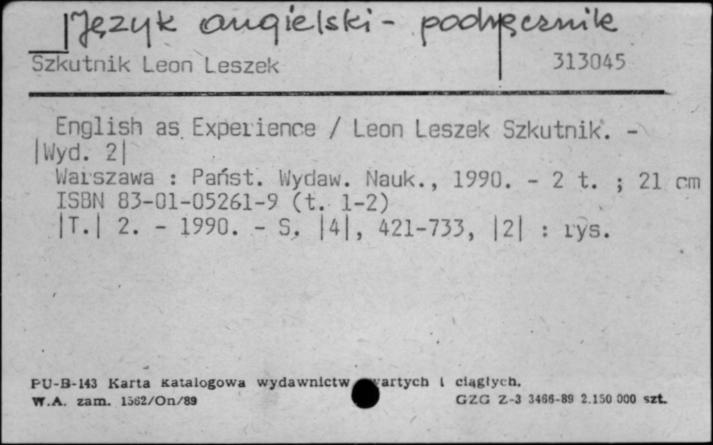 Język angielski - podręcznik
Szkutnik Leon Leszek 313045
English as Experience / Leon Leszek Szkutnik. -
|Wyd. 2|
Warszawa : Państ. Wydaw. Nauk., 1990. - 2 t. ; 21 cm
ISBN 83-01-05261-9 (t. 1-2)
|T.| 2. - 1990. - S. |4|, 421-733, |2| : rys.
PU-B-143 Karta katalogowa wydawnictw wartych i ciągłych.
W.A. zam. 1562/On/89 GZG Z-3 3466-89 2.150 000 szt.